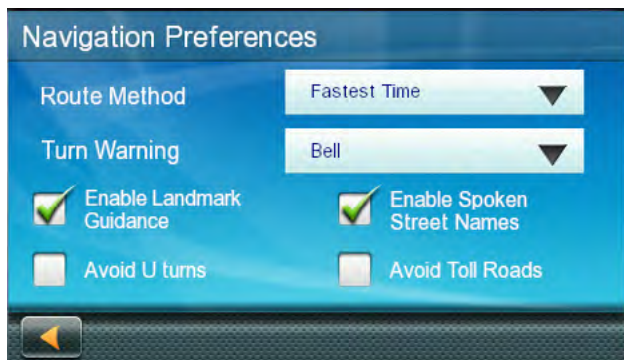 Navigation Preferences
Route Method
Fastest Time
Turn Warning
Bell
Enable Landmark
Guidance
Enable Spoken
Street Names
Avoid U turns
Avoid Toll Roads